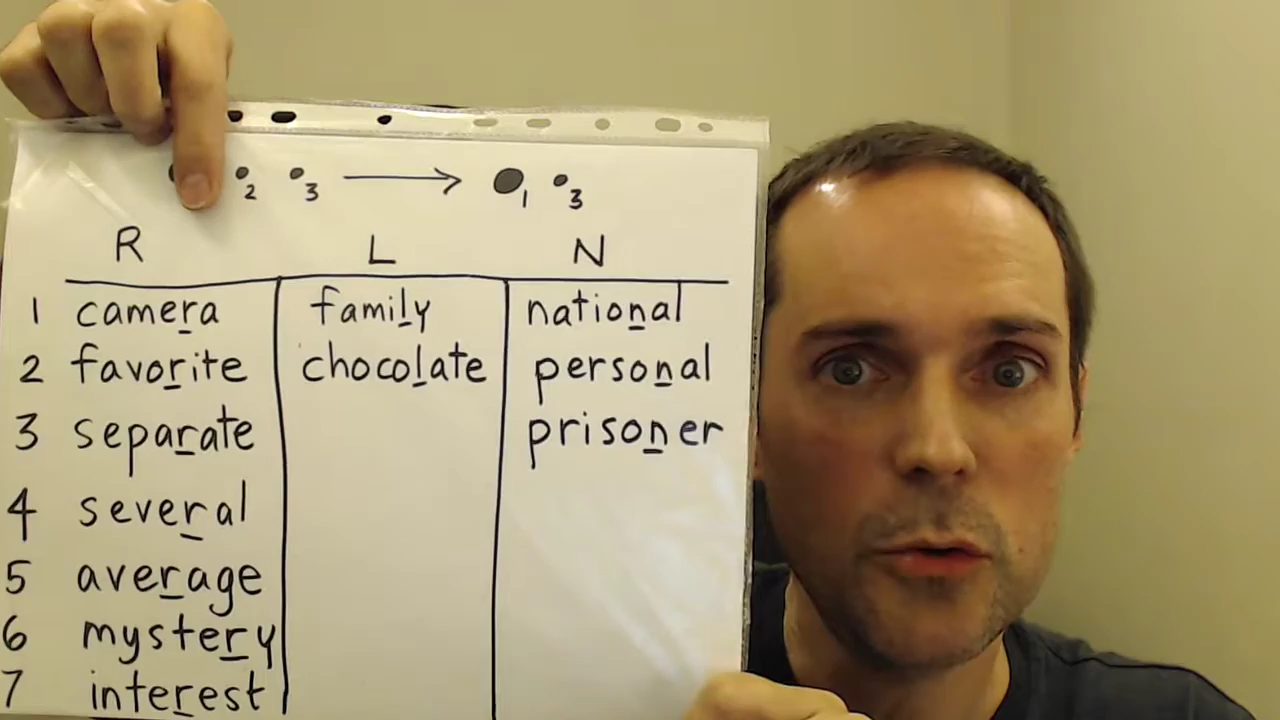 2 3 → 1 3
R L N
1 camera family national
2 favorite chocolate personal
3 separate prisoner
4 several
5 average
6 mystery
7 interest